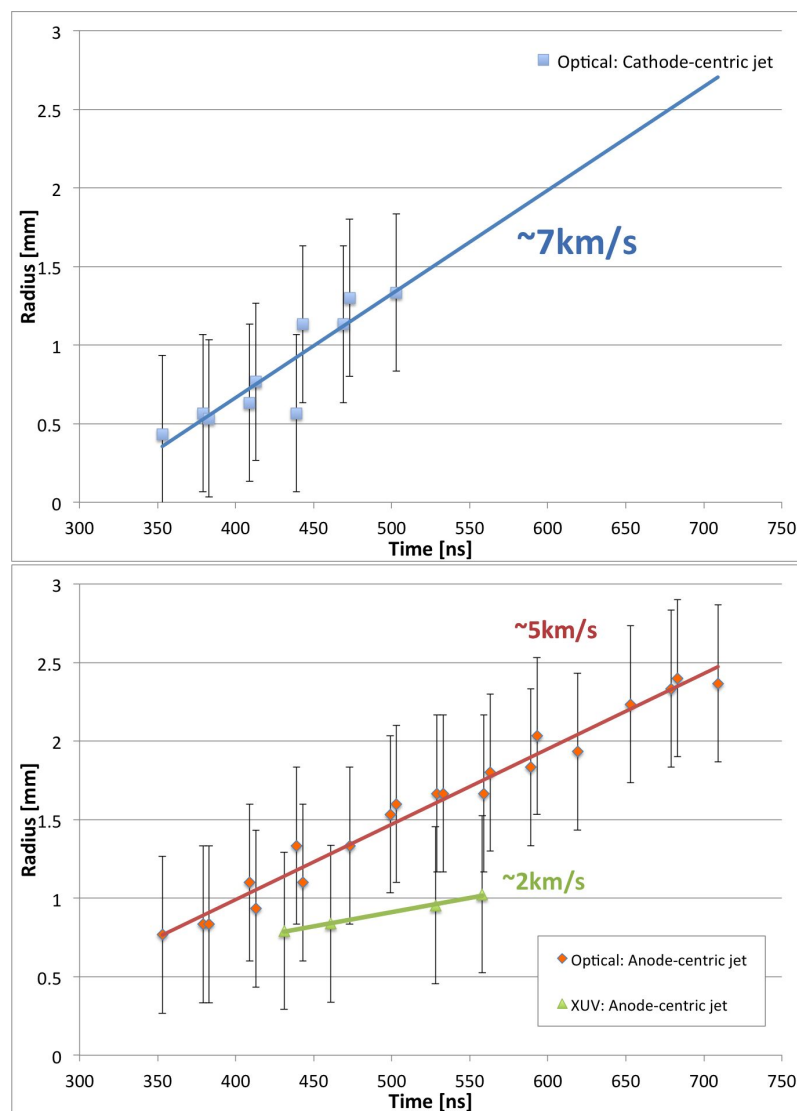 3
2.5
2
1.5
1
0.5
0
Radius [mm]
Optical: Cathode-centric jet
~7km/s
300 350 400 450 500 550 600 650 700 750
Time [ns]
3
2.5
2
1.5
1
0.5
0
Radius [mm]
~5km/s
~2km/s
Optical: Anode-centric jet
XUV: Anode-centric jet
300 350 400 450 500 550 600 650 700 750
Time [ns]